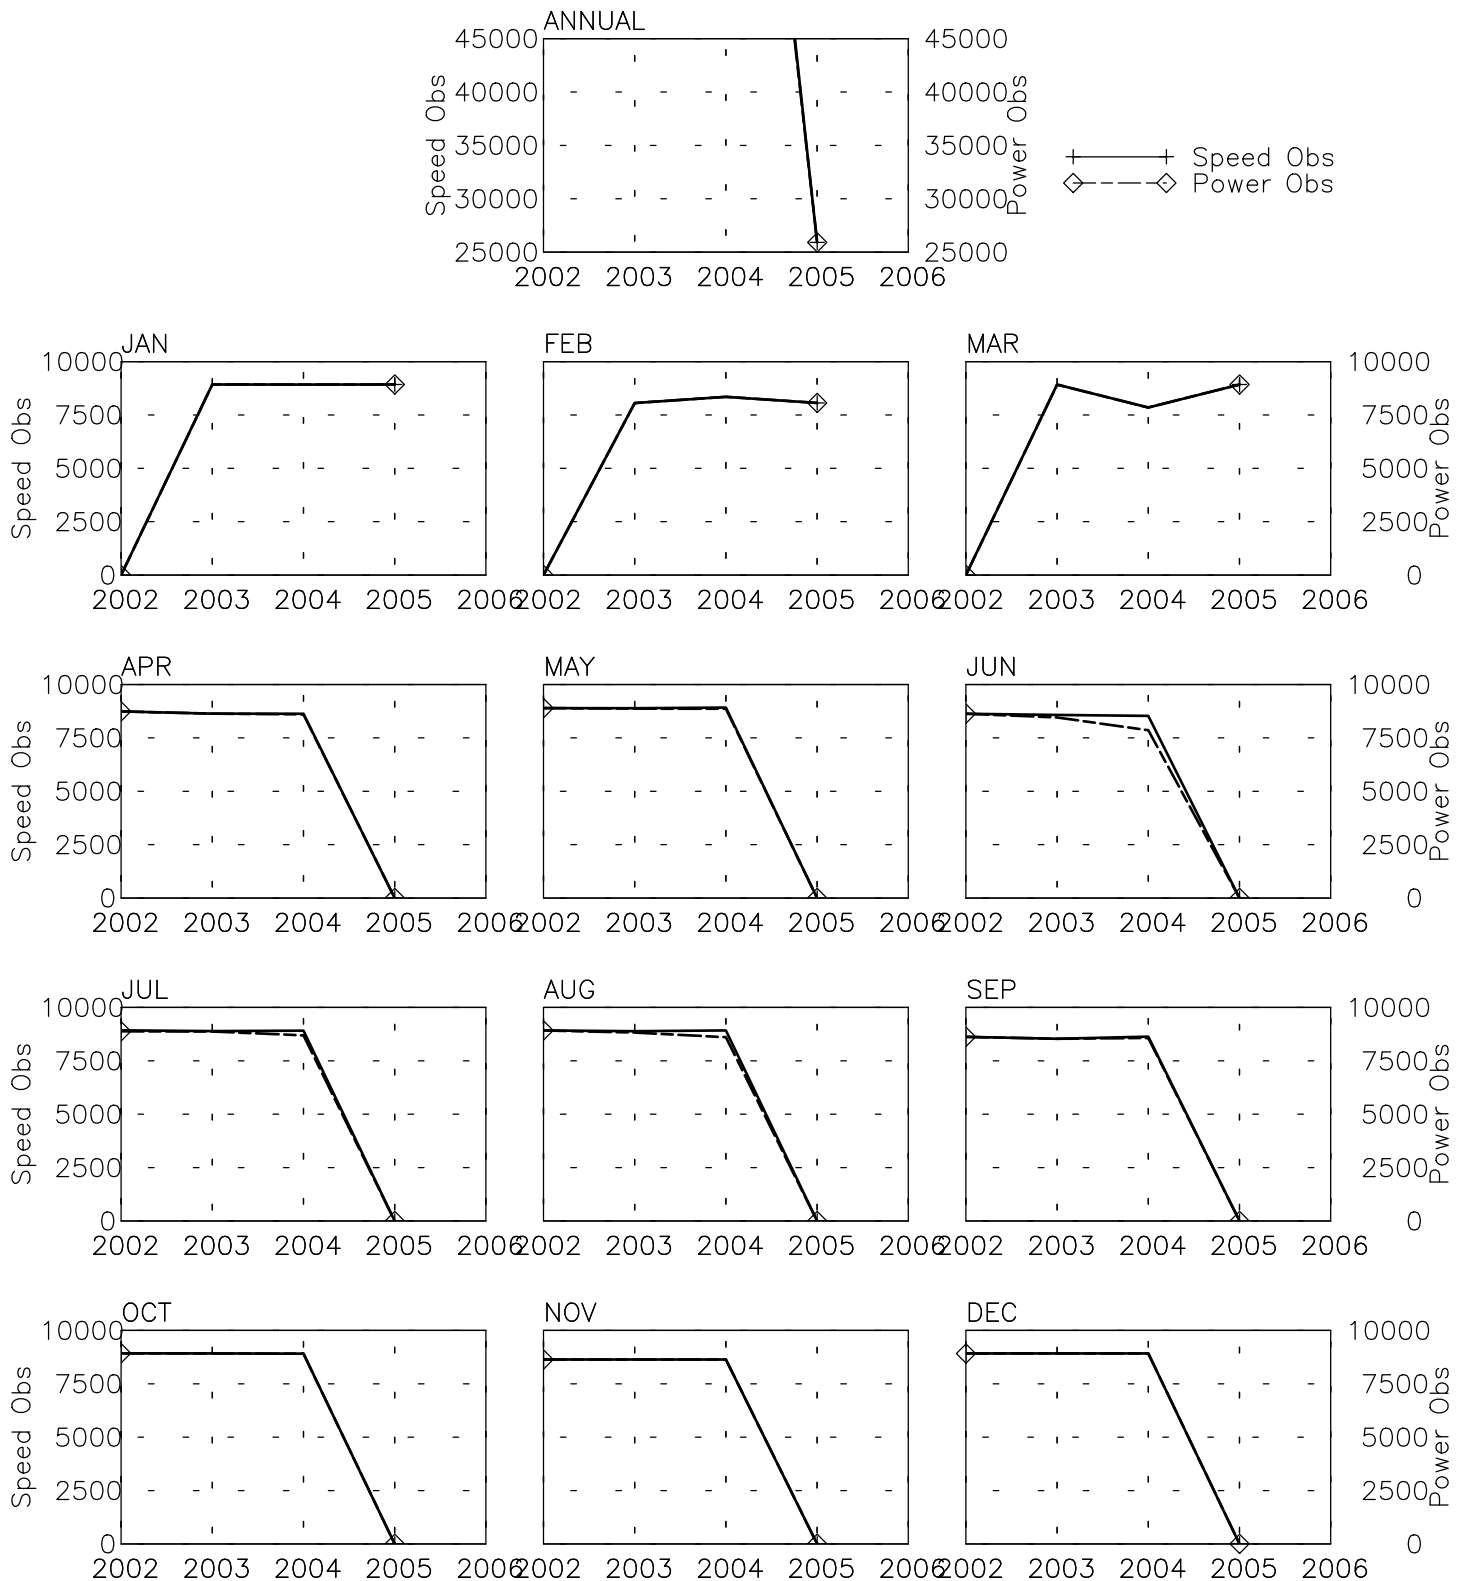 ANNUAL
45000 45000
40000 40000
35000 35000
30000 30000
25000 25000
Speed Obs
Power Obs
2002 2003 2004 2005 2006
Speed Obs
Power Obs
JAN FEB MAR
10000 10000
7500 7500
5000 5000
2500 2500
0 0
Speed Obs
Power Obs
2002 2003 2004 2005 2006 2002 2003 2004 2005 2006 2002 2003 2004 2005 2006
APR MAY JUN
10000 10000
7500 7500
5000 5000
2500 2500
0 0
Speed Obs
Power Obs
2002 2003 2004 2005 2006 2002 2003 2004 2005 2006 2002 2003 2004 2005 2006
JUL AUG SEP
10000 10000
7500 7500
5000 5000
2500 2500
0 0
Speed Obs
Power Obs
2002 2003 2004 2005 2006 2002 2003 2004 2005 2006 2002 2003 2004 2005 2006
OCT NOV DEC
10000 10000
7500 7500
5000 5000
2500 2500
0 0
Speed Obs
Power Obs
2002 2003 2004 2005 2006 2002 2003 2004 2005 2006 2002 2003 2004 2005 2006